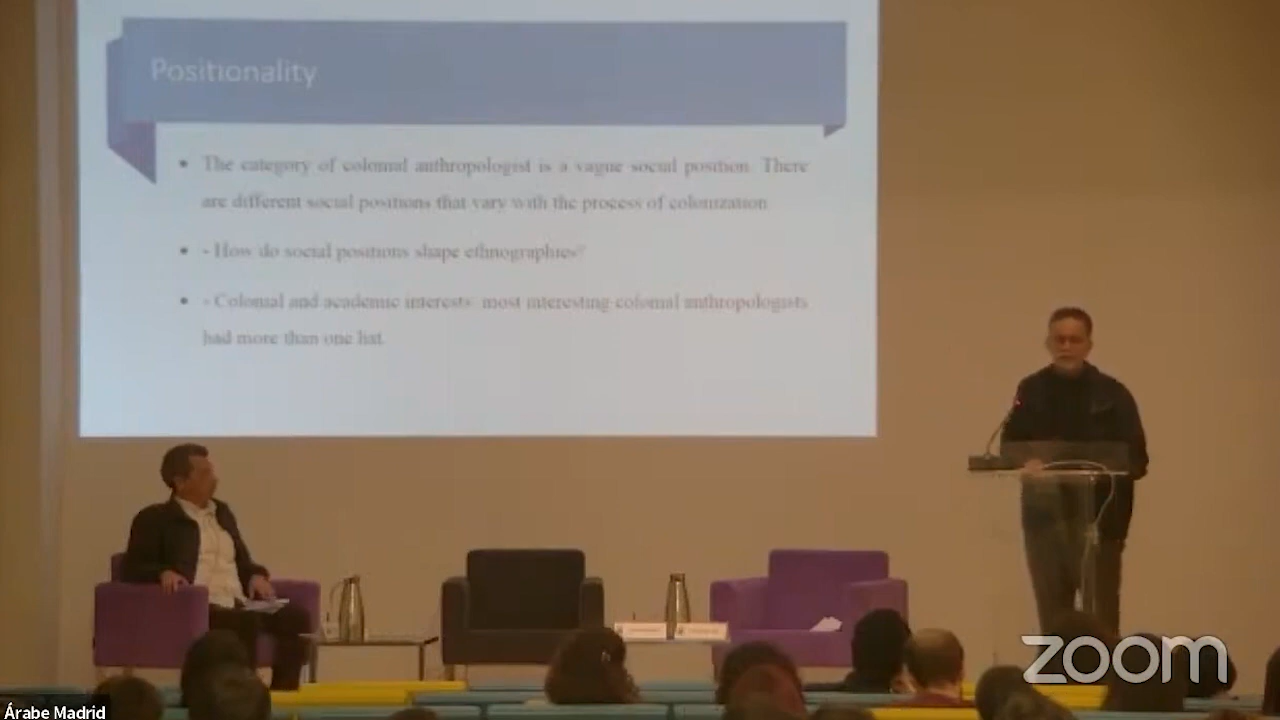 Positionality
• The category of colonial anthropologist is a vague social position. There
are different social positions that vary with the process of colonization.
• - How do social positions shape ethnographies?
• - Colonial and academic interests: most interesting colonial anthropologists
had more than one hat.
zoom
Árabe Madrid